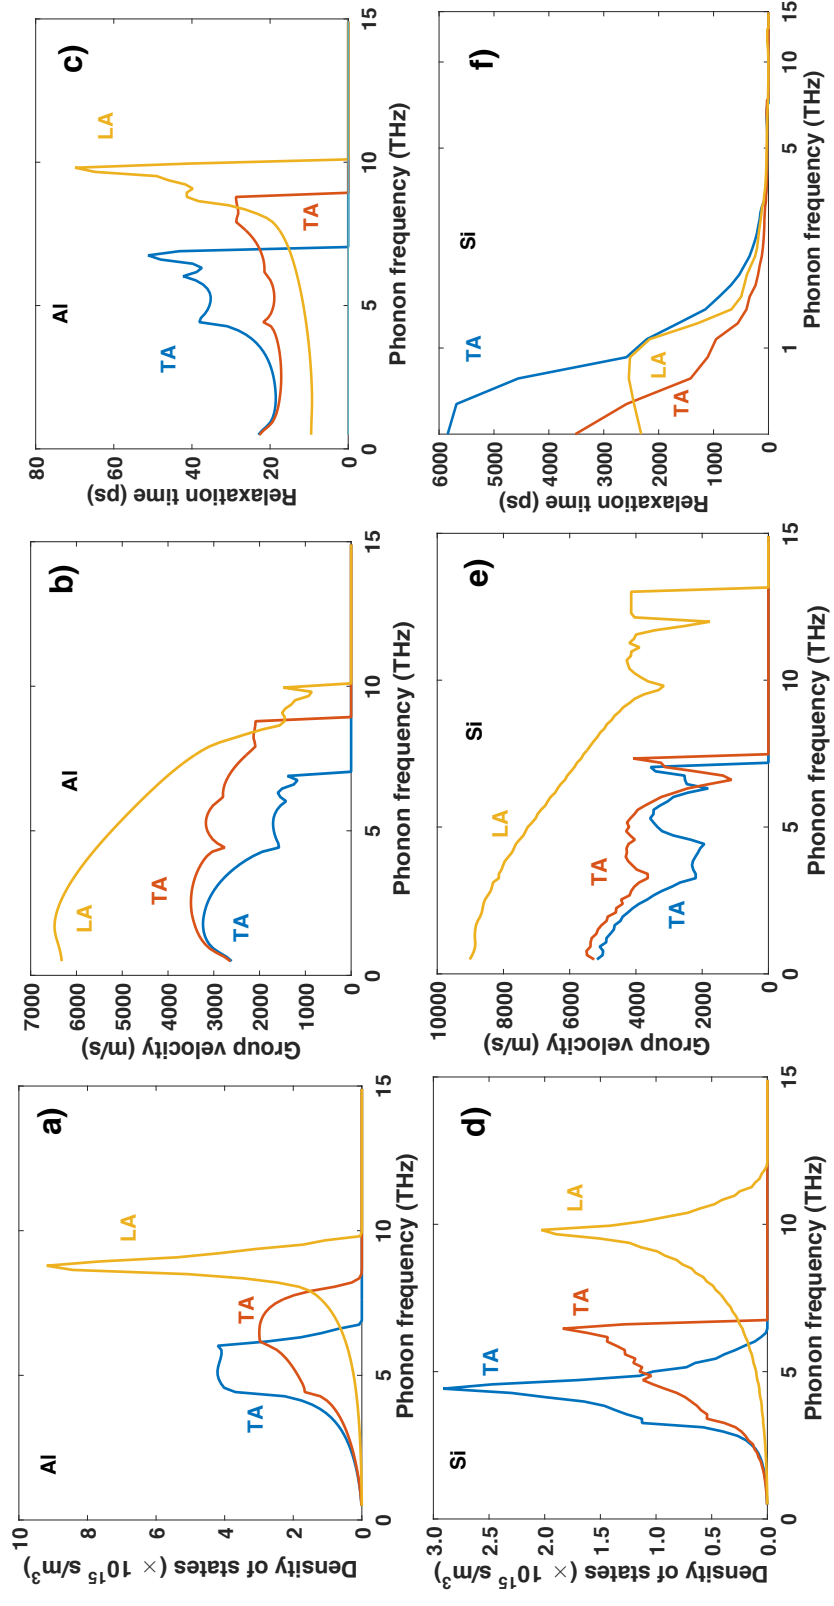 a)
Al
LA
TA
TA
10
8
6
4
2
0
0
5
10
15
Density of states (× 10¹⁵ s/m³)
Phonon frequency (THz)
b)
Al
LA
TA
TA
7000
6000
5000
4000
3000
2000
1000
0
0
5
10
15
Group velocity (m/s)
Phonon frequency (THz)
c)
Al
LA
TA
TA
80
60
40
20
0
0
5
10
15
Relaxation time (ps)
Phonon frequency (THz)
d)
Si
TA
TA
LA
3.0
2.5
2.0
1.5
1.0
0.5
0.0
0
5
10
15
Density of states (× 10¹⁵ s/m³)
Phonon frequency (THz)
e)
Si
LA
TA
TA
10000
8000
6000
4000
2000
0
0
5
10
15
Group velocity (m/s)
Phonon frequency (THz)
f)
Si
TA
LA
TA
6000
5000
4000
3000
2000
1000
0
1
5
10
15
Relaxation time (ps)
Phonon frequency (THz)